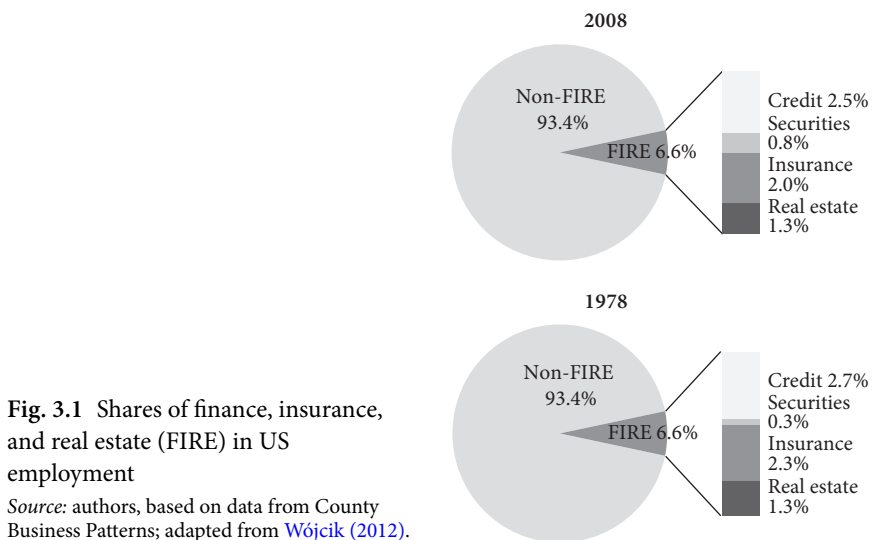 2008
Non-FIRE
93.4%
FIRE 6.6%
Credit 2.5%
Securities
0.8%
Insurance
2.0%
Real estate
1.3%
1978
Non-FIRE
93.4%
FIRE 6.6%
Credit 2.7%
Securities
0.3%
Insurance
2.3%
Real estate
1.3%
Fig. 3.1 Shares of finance, insurance,
and real estate (FIRE) in US
employment
Source: authors, based on data from County
Business Patterns; adapted from Wójcik (2012).